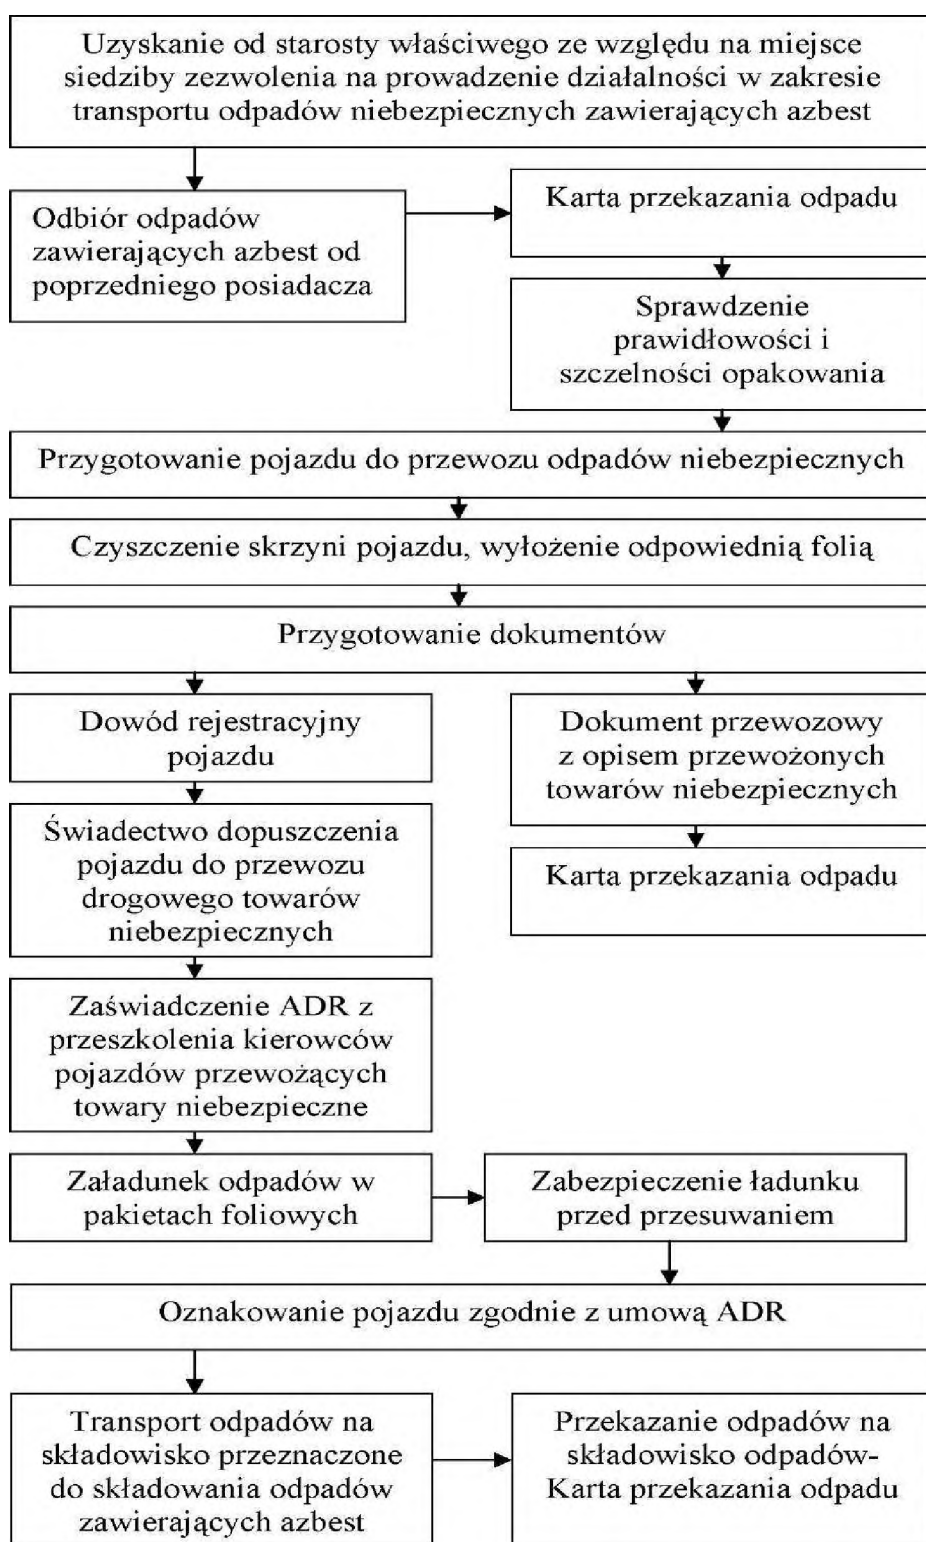 Uzyskanie od starosty właściwego ze względu na miejsce
siedziby zezwolenia na prowadzenie działalności w zakresie
transportu odpadów niebezpiecznych zawierających azbest
Odbiór odpadów
zawierających azbest od
poprzedniego posiadacza
Karta przekazania odpadu
Sprawdzenie
prawidłowości i
szczelności opakowania
Przygotowanie pojazdu do przewozu odpadów niebezpiecznych
Czyszczenie skrzyni pojazdu, wyłożenie odpowiednią folią
Przygotowanie dokumentów
Dowód rejestracyjny
pojazdu
Świadectwo dopuszczenia
pojazdu do przewozu
drogowego towarów
niebezpiecznych
Zaświadczenie ADR z
przeszkolenia kierowców
pojazdów przewożących
towary niebezpieczne
Dokument przewozowy
z opisem przewożonych
towarów niebezpiecznych
Karta przekazania odpadu
Załadunek odpadów w
pakietach foliowych
Zabezpieczenie ładunku
przed przesuwaniem
Oznakowanie pojazdu zgodnie z umową ADR
Transport odpadów na
składowisko przeznaczone
do składowania odpadów
zawierających azbest
Przekazanie odpadów na
składowisko odpadów-
Karta przekazania odpadu